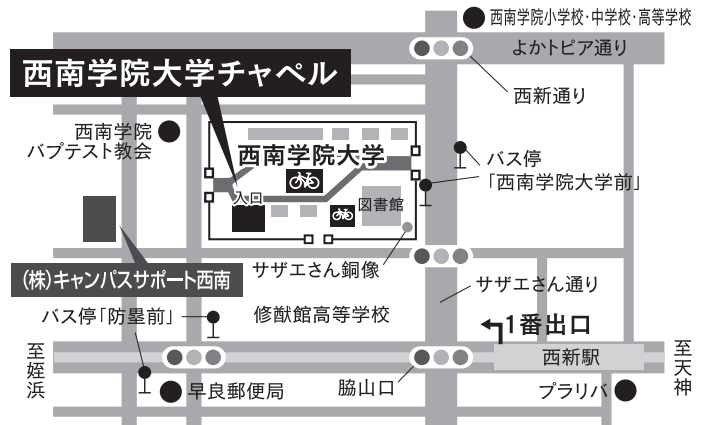 西南学院小学校・中学校・高等学校
よかトピア通り
西南学院大学チャペル
西新通り
西南学院
バプテスト教会
西南学院大学
バス停
「西南学院大学前」
入口
図書館
サザエさん銅像
(株)キャンパスサポート西南
サザエさん通り
バス停「防塁前」
修猷館高等学校
1番出口
至姪浜
西新駅
至天神
早良郵便局
脇山口
プラリバ